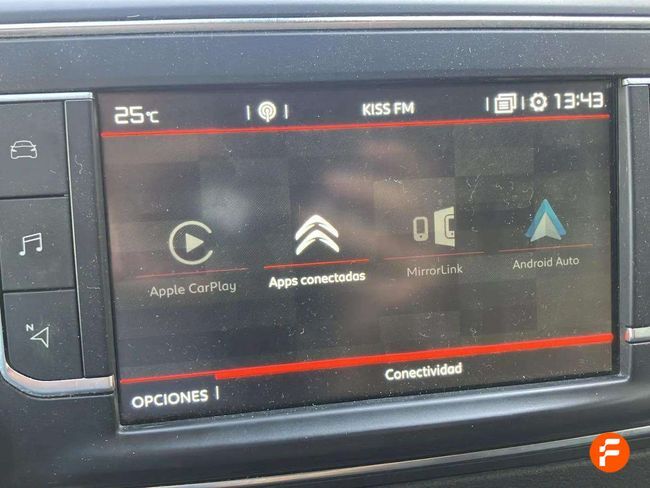 25°C
KISS FM
13:43
Apple CarPlay
Apps conectadas
MirrorLink
Android Auto
N
Conectividad
OPCIONES